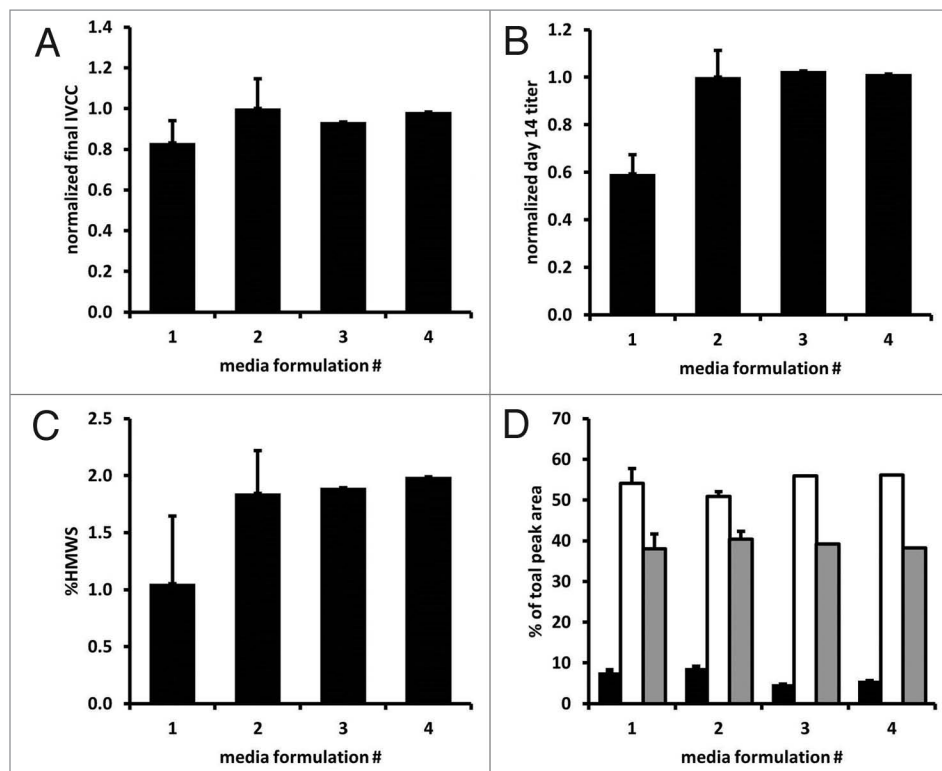 A
normalized final IVCC
1.4
1.2
1.0
0.8
0.6
0.4
0.2
0.0
1 2 3 4
media formulation #
B
normalized day 14 titer
1.2
1.0
0.8
0.6
0.4
0.2
0.0
1 2 3 4
media formulation #
C
%HMWS
2.5
2.0
1.5
1.0
0.5
0.0
1 2 3 4
media formulation #
D
% of toal peak area
70
60
50
40
30
20
10
0
1 2 3 4
media formulation #